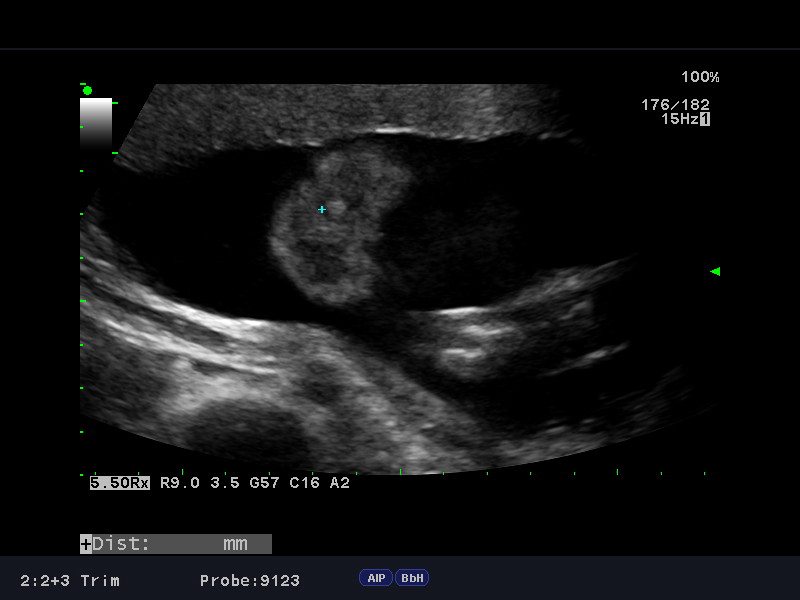 100%
176/182
15Hz1
5.50Rx R9.0 3.5 G57 C16 A2
+Dist: mm
2:2+3 Trim Probe:9123 AIP BbH